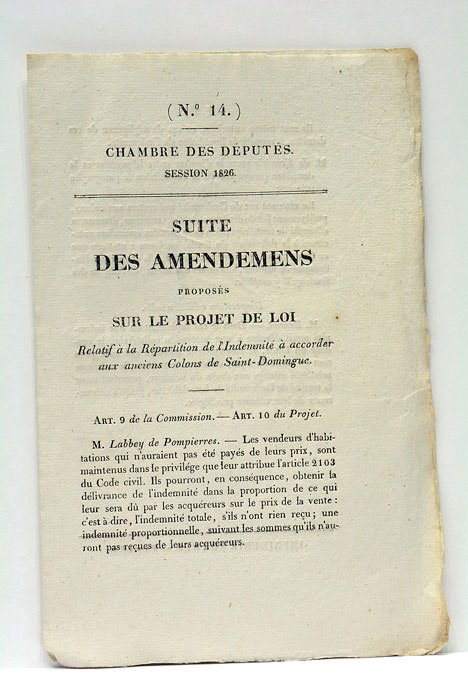 ( N.º 14. )
CHAMBRE DES DÉPUTÉS.
SESSION 1826.
SUITE
DES AMENDEMENS
PROPOSÉS
SUR LE PROJET DE LOI
Relatif à la Répartition de l'Indemnité à accorder
aux anciens Colons de Saint-Domingue.
ART. 9 de la Commission. — ART. 10 du Projet.
M. Labbey de Pompierres. — Les vendeurs d'habi-
tations qui n'auraient pas été payés de leurs prix, sont
maintenus dans le privilége que leur attribue l'article 2103
du Code civil. Ils pourront, en conséquence, obtenir la
délivrance de l'indemnité dans la proportion de ce qui
leur sera dû par les acquéreurs sur le prix de la vente :
c'est à-dire, l'indemnité totale, s'ils n'ont rien reçu ; une
indemnité proportionnelle, suivant les sommes qu'ils n'au-
ront pas reçues de leurs acquéreurs.